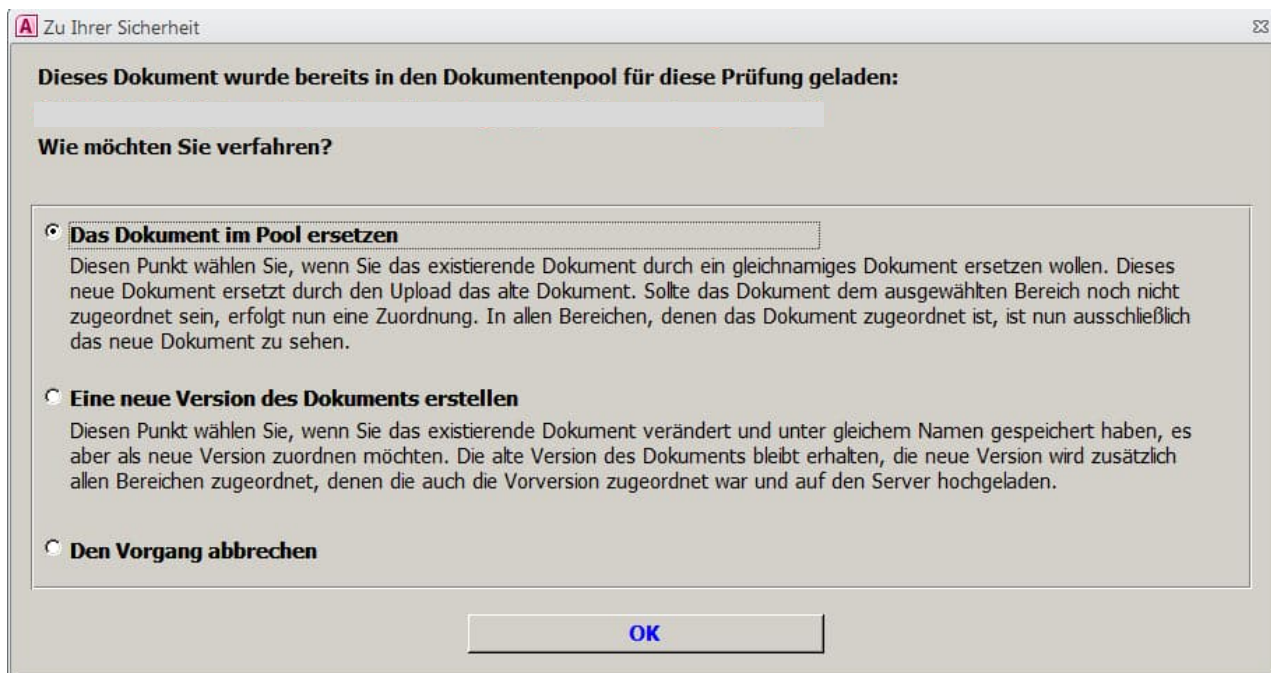 A Zu Ihrer Sicherheit
Dieses Dokument wurde bereits in den Dokumentenpool für diese Prüfung geladen:
Wie möchten Sie verfahren?
Das Dokument im Pool ersetzen
Diesen Punkt wählen Sie, wenn Sie das existierende Dokument durch ein gleichnamiges Dokument ersetzen wollen. Dieses
neue Dokument ersetzt durch den Upload das alte Dokument. Sollte das Dokument dem ausgewählten Bereich noch nicht
zugeordnet sein, erfolgt nun eine Zuordnung. In allen Bereichen, denen das Dokument zugeordnet ist, ist nun ausschließlich
das neue Dokument zu sehen.
Eine neue Version des Dokuments erstellen
Diesen Punkt wählen Sie, wenn Sie das existierende Dokument verändert und unter gleichem Namen gespeichert haben, es
aber als neue Version zuordnen möchten. Die alte Version des Dokuments bleibt erhalten, die neue Version wird zusätzlich
allen Bereichen zugeordnet, denen die auch die Vorversion zugeordnet war und auf den Server hochgeladen.
Den Vorgang abbrechen
OK